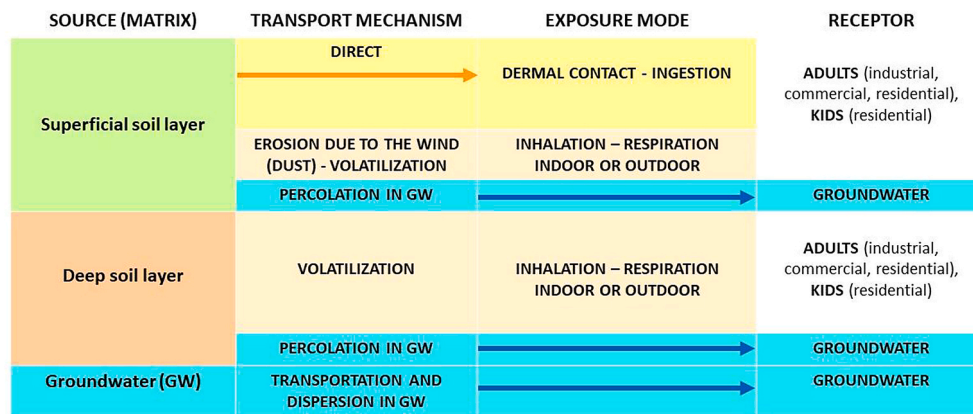 SOURCE (MATRIX) TRANSPORT MECHANISM EXPOSURE MODE RECEPTOR
Superficial soil layer
DIRECT
DERMAL CONTACT - INGESTION
ADULTS (industrial,
commercial, residential),
KIDS (residential)
EROSION DUE TO THE WIND
(DUST) - VOLATILIZATION
INHALATION – RESPIRATION
INDOOR OR OUTDOOR
PERCOLATION IN GW
GROUNDWATER
Deep soil layer
VOLATILIZATION
INHALATION – RESPIRATION
INDOOR OR OUTDOOR
ADULTS (industrial,
commercial, residential),
KIDS (residential)
PERCOLATION IN GW
GROUNDWATER
Groundwater (GW)
TRANSPORTATION AND
DISPERSION IN GW
GROUNDWATER